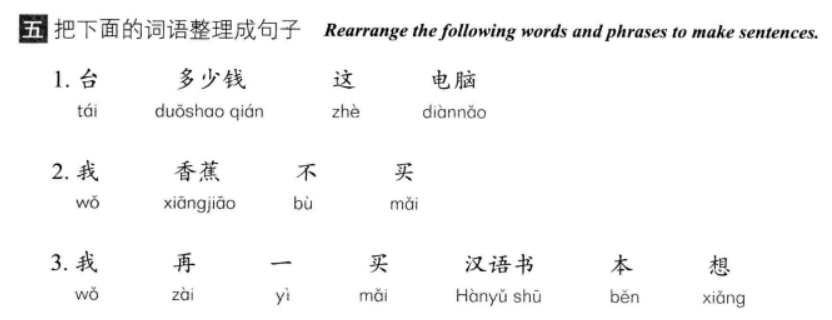 五 把下面的词语整理成句子 Rearrange the following words and phrases to make sentences.
1. 台 多少钱 这 电脑
tái duōshao qián zhè diànnǎo
2. 我 香蕉 不 买
wǒ xiāngjiāo bù mǎi
3. 我 再 一 买 汉语书 本 想
wǒ zài yì mǎi Hànyǔ shū běn xiǎng